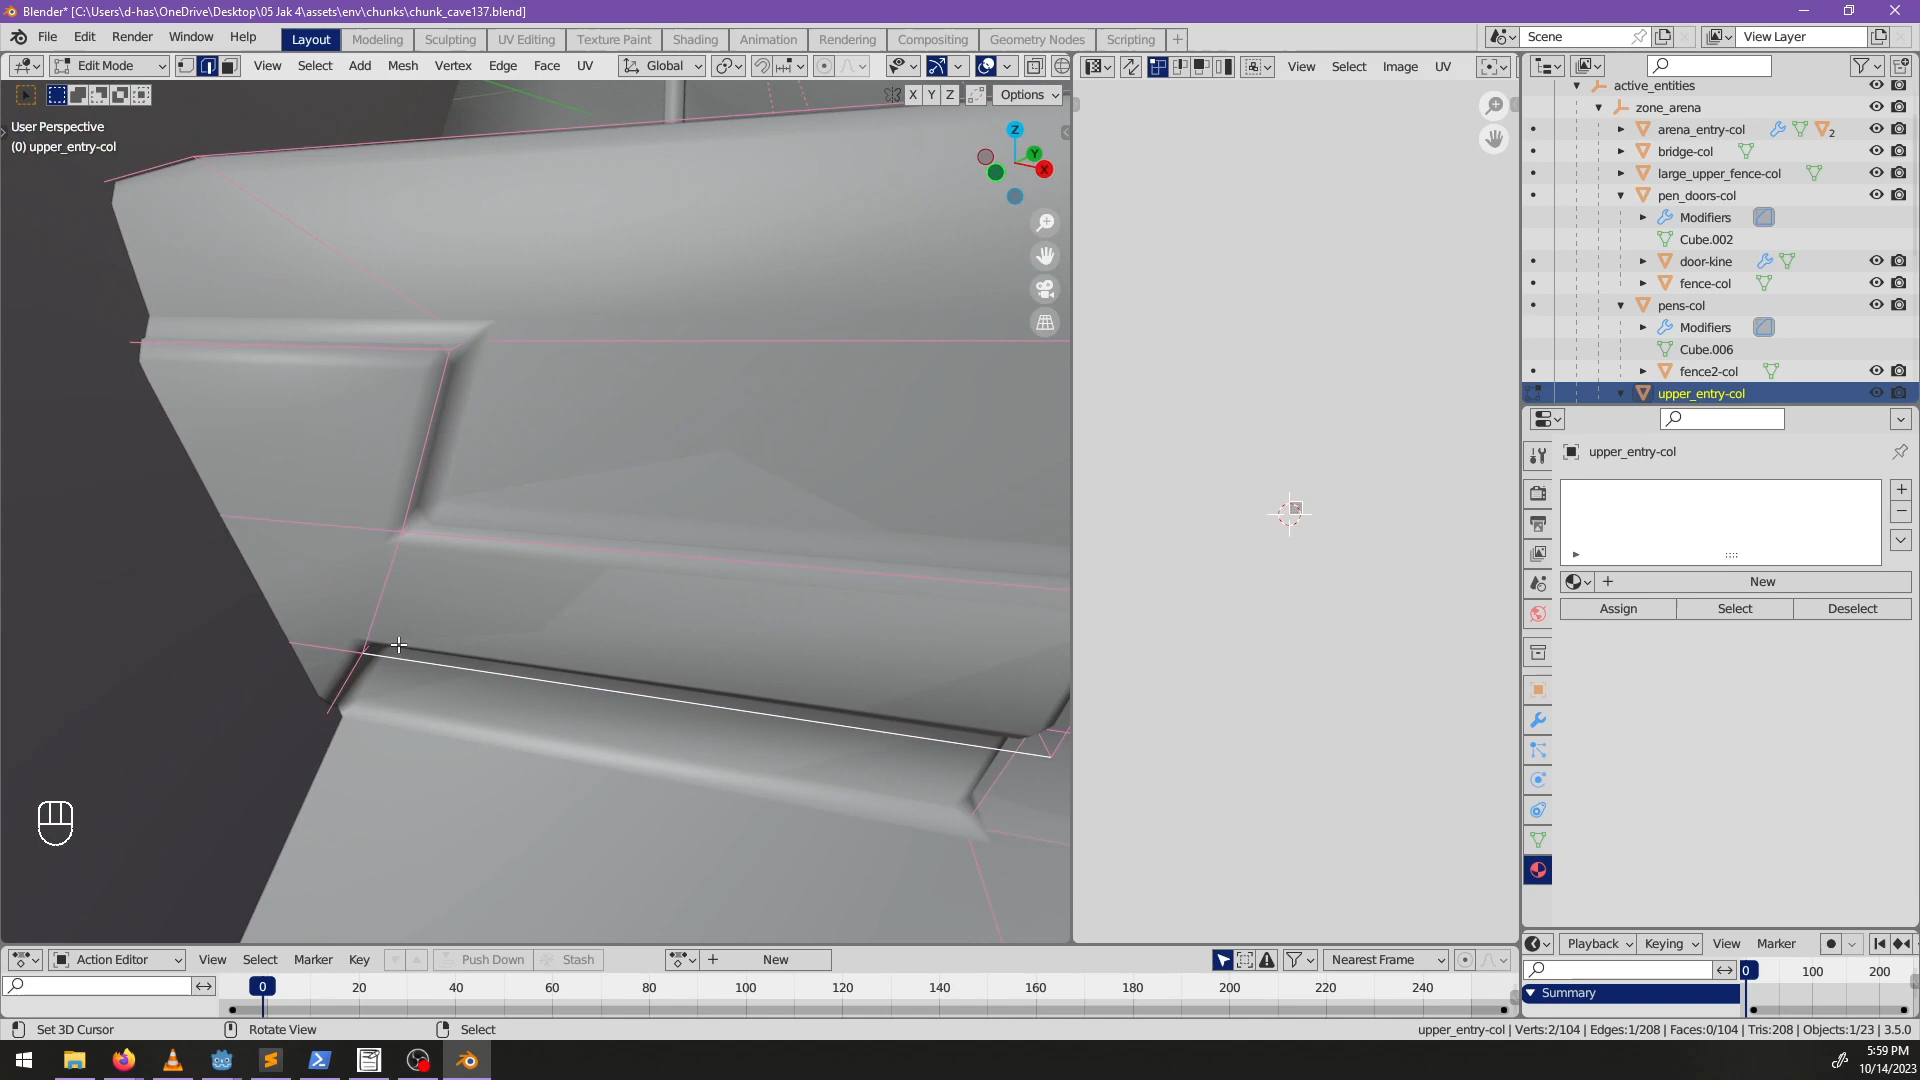 Blender* [C:\Users\d-has\OneDrive\Desktop\05 Jak 4\assets\env\chunks\chunk_cave137.blend]
File Edit Render Window Help Layout Modeling Sculpting UV Editing Texture Paint Shading Animation Rendering Compositing Geometry Nodes Scripting + Scene View Layer
Edit Mode View Select Add Mesh Vertex Edge Face UV Global View Select Image UV
X Y Z Options
User Perspective
(0) upper_entry-col
Z
Y
X
active_entities
zone_arena
arena_entry-col 2
bridge-col
large_upper_fence-col
pen_doors-col
Modifiers
Cube.002
door-kine
fence-col
pens-col
Modifiers
Cube.006
fence2-col
upper_entry-col
upper_entry-col
+
−
+ New
Assign Select Deselect
Action Editor View Select Marker Key Push Down Stash + New Nearest Frame
0 20 40 60 80 100 120 140 160 180 200 220 240
Playback Keying View Marker
0 100 200
Summary
Set 3D Cursor Rotate View Select upper_entry-col | Verts:2/104 | Edges:1/208 | Faces:0/104 | Tris:208 | Objects:1/23 | 3.5.0
5:59 PM
10/14/2023